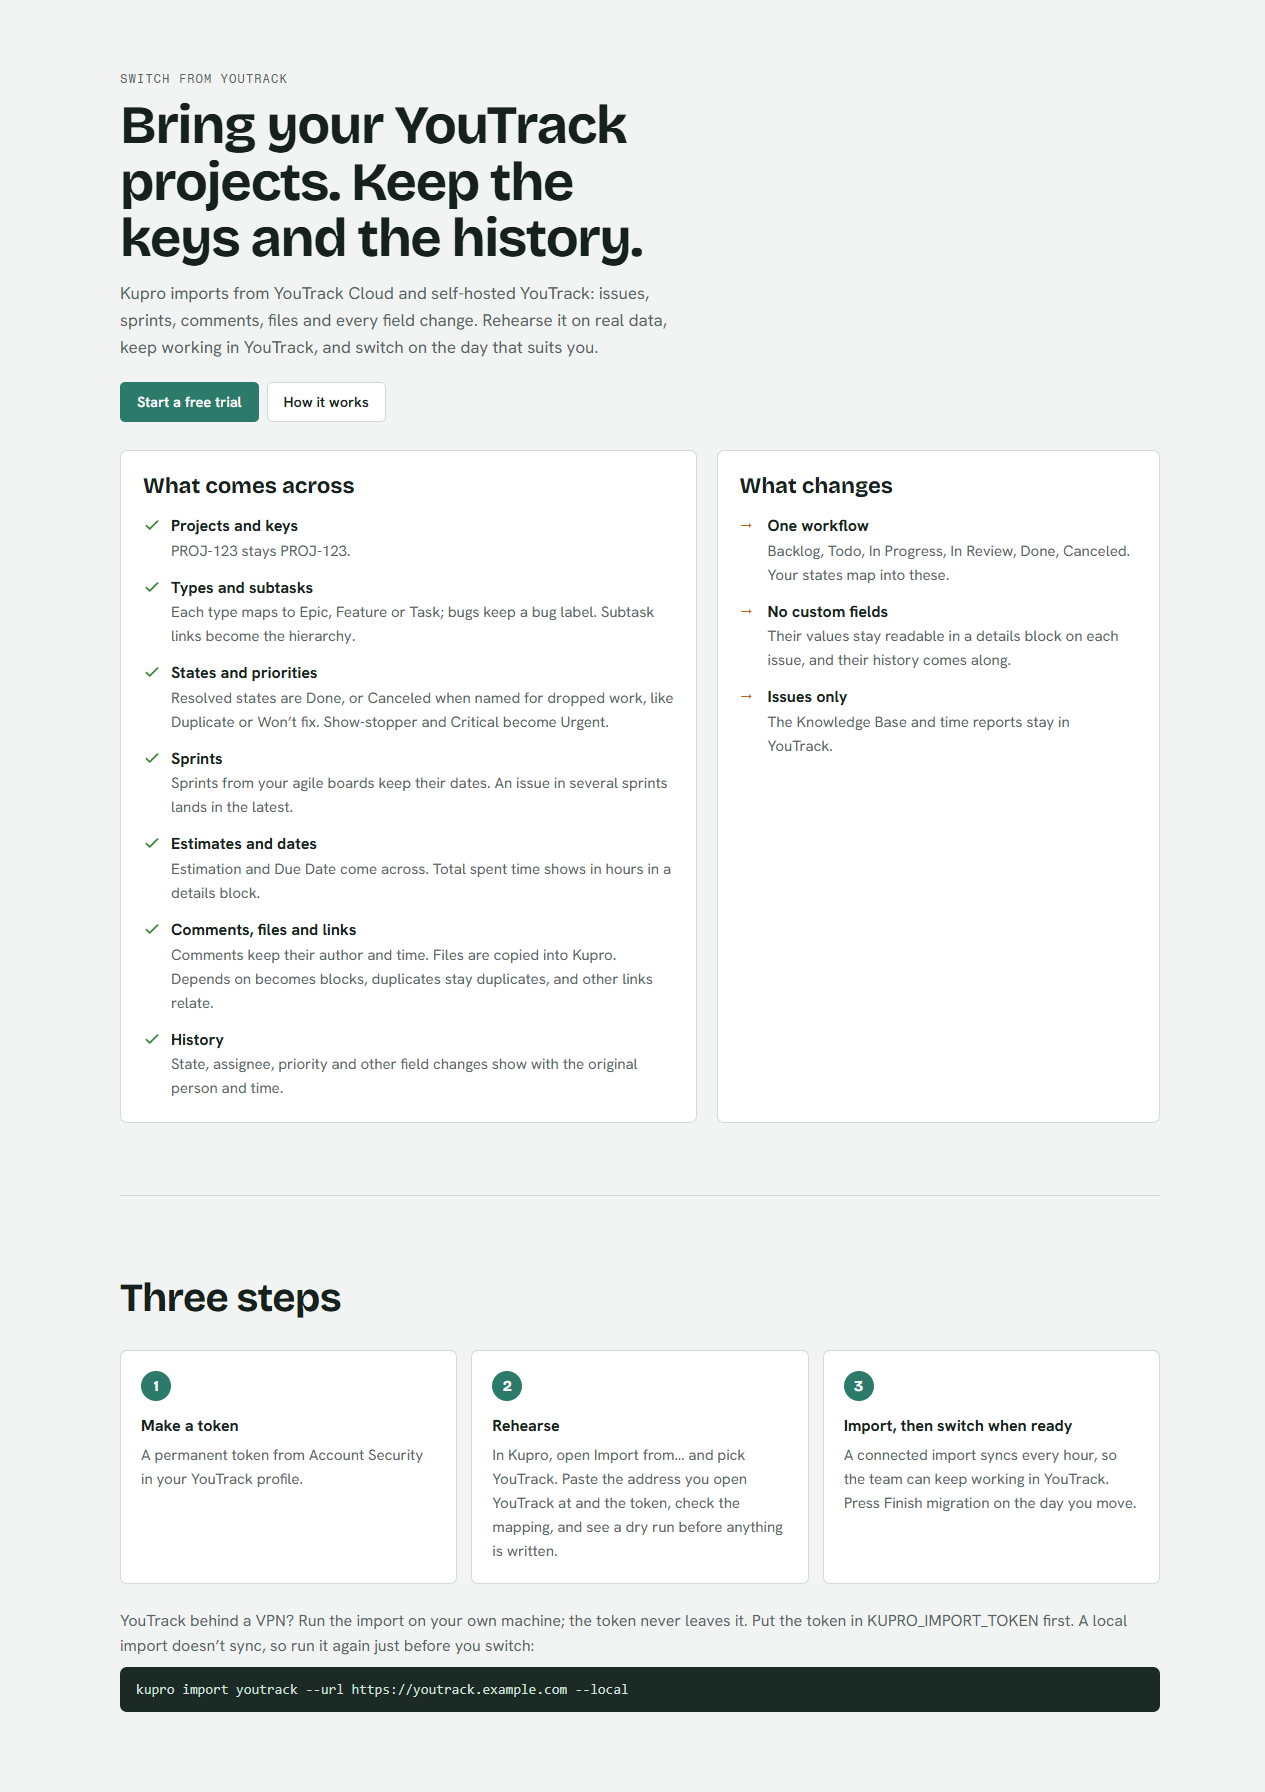 SWITCH FROM YOUTRACK
Bring your YouTrack
projects. Keep the
keys and the history.
Kupro imports from YouTrack Cloud and self-hosted YouTrack: issues,
sprints, comments, files and every field change. Rehearse it on real data,
keep working in YouTrack, and switch on the day that suits you.
Start a free trial
How it works
What comes across
✓ Projects and keys
PROJ-123 stays PROJ-123.
✓ Types and subtasks
Each type maps to Epic, Feature or Task; bugs keep a bug label. Subtask
links become the hierarchy.
✓ States and priorities
Resolved states are Done, or Canceled when named for dropped work, like
Duplicate or Won’t fix. Show-stopper and Critical become Urgent.
✓ Sprints
Sprints from your agile boards keep their dates. An issue in several sprints
lands in the latest.
✓ Estimates and dates
Estimation and Due Date come across. Total spent time shows in hours in a
details block.
✓ Comments, files and links
Comments keep their author and time. Files are copied into Kupro.
Depends on becomes blocks, duplicates stay duplicates, and other links
relate.
✓ History
State, assignee, priority and other field changes show with the original
person and time.
What changes
→ One workflow
Backlog, Todo, In Progress, In Review, Done, Canceled.
Your states map into these.
→ No custom fields
Their values stay readable in a details block on each
issue, and their history comes along.
→ Issues only
The Knowledge Base and time reports stay in
YouTrack.
Three steps
1
Make a token
A permanent token from Account Security
in your YouTrack profile.
2
Rehearse
In Kupro, open Import from… and pick
YouTrack. Paste the address you open
YouTrack at and the token, check the
mapping, and see a dry run before anything
is written.
3
Import, then switch when ready
A connected import syncs every hour, so
the team can keep working in YouTrack.
Press Finish migration on the day you move.
YouTrack behind a VPN? Run the import on your own machine; the token never leaves it. Put the token in KUPRO_IMPORT_TOKEN first. A local
import doesn’t sync, so run it again just before you switch:
kupro import youtrack --url https://youtrack.example.com --local